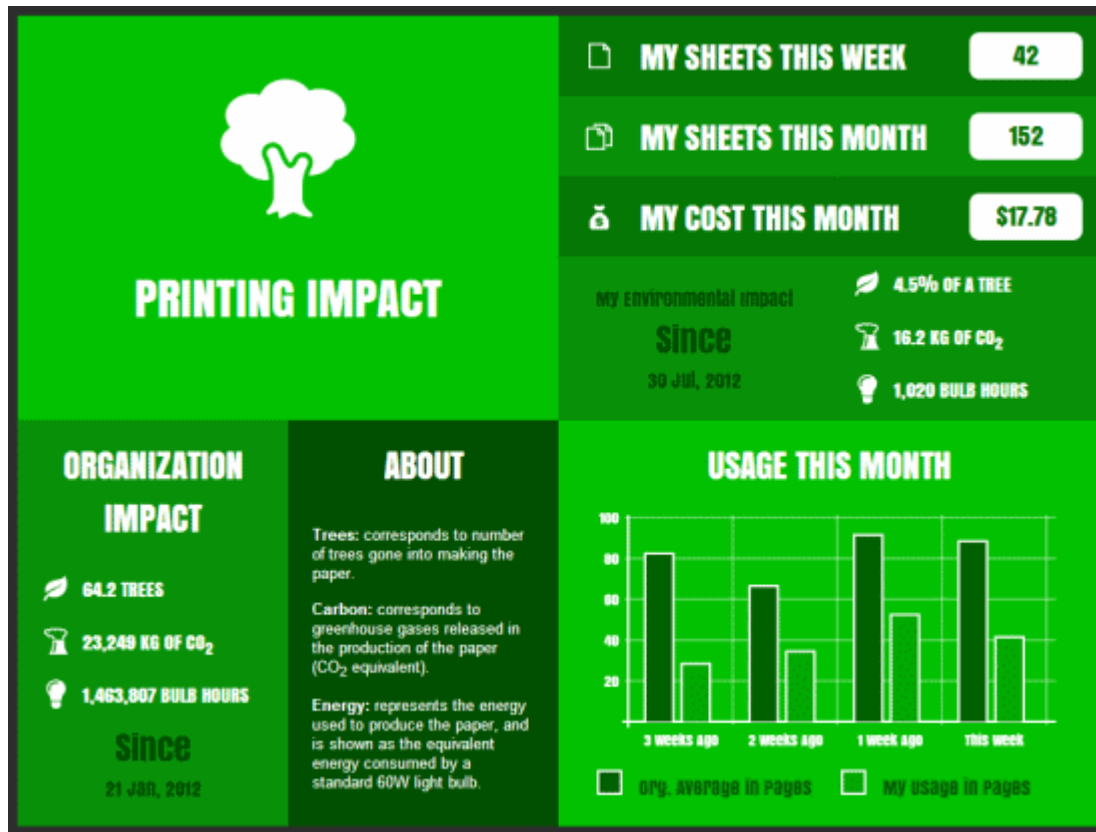 PRINTING IMPACT
MY SHEETS THIS WEEK 42
MY SHEETS THIS MONTH 152
MY COST THIS MONTH $17.78
My Environmental Impact
Since
30 Jul, 2012
4.5% OF A TREE
16.2 KG OF CO₂
1,020 BULB HOURS
ORGANIZATION
IMPACT
64.2 TREES
23,249 KG OF CO₂
1,463,807 BULB HOURS
Since
21 Jan, 2012
ABOUT
Trees: corresponds to number
of trees gone into making the
paper.
Carbon: corresponds to
greenhouse gases released in
the production of the paper
(CO₂ equivalent).
Energy: represents the energy
used to produce the paper, and
is shown as the equivalent
energy consumed by a
standard 60W light bulb.
USAGE THIS MONTH
100
80
60
40
20
3 weeks ago 2 weeks ago 1 week ago This week
Org. Average in Pages My Usage in Pages